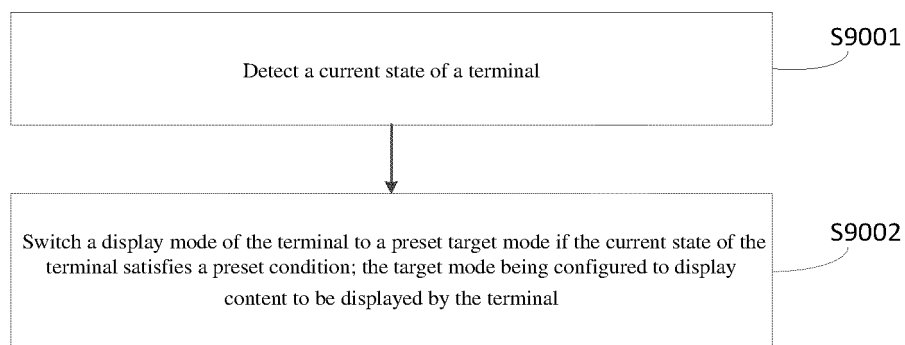 S9001
Detect a current state of a terminal
S9002
Switch a display mode of the terminal to a preset target mode if the current state of the
terminal satisfies a preset condition; the target mode being configured to display
content to be displayed by the terminal